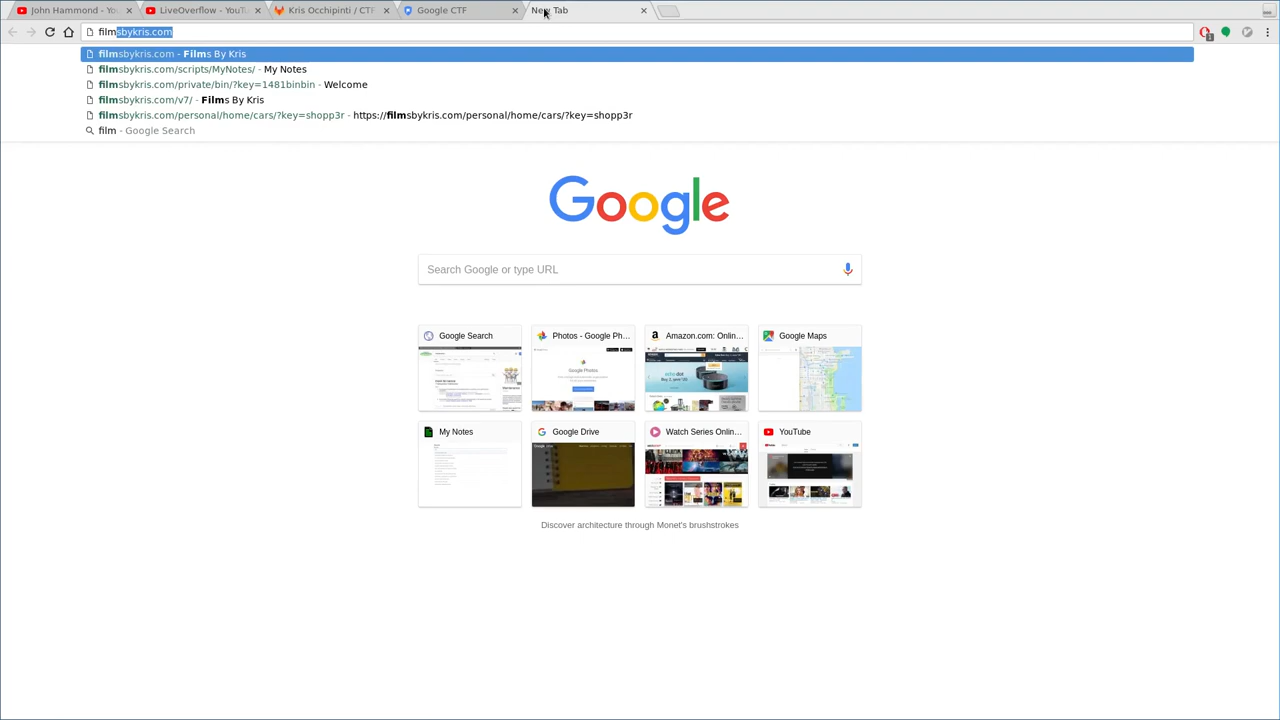 John Hammond - You
LiveOverflow - YouTu
Kris Occhipinti / CTF
Google CTF
New Tab
filmsbykris.com
filmsbykris.com - Films By Kris
filmsbykris.com/scripts/MyNotes/ - My Notes
filmsbykris.com/private/bin/?key=1481binbin - Welcome
filmsbykris.com/v7/ - Films By Kris
filmsbykris.com/personal/home/cars/?key=shopp3r - https://filmsbykris.com/personal/home/cars/?key=shopp3r
film - Google Search
Google
Search Google or type URL
Google Search
Photos - Google Ph...
Amazon.com: Onlin...
Google Maps
My Notes
Google Drive
Watch Series Onlin...
YouTube
Discover architecture through Monet's brushstrokes